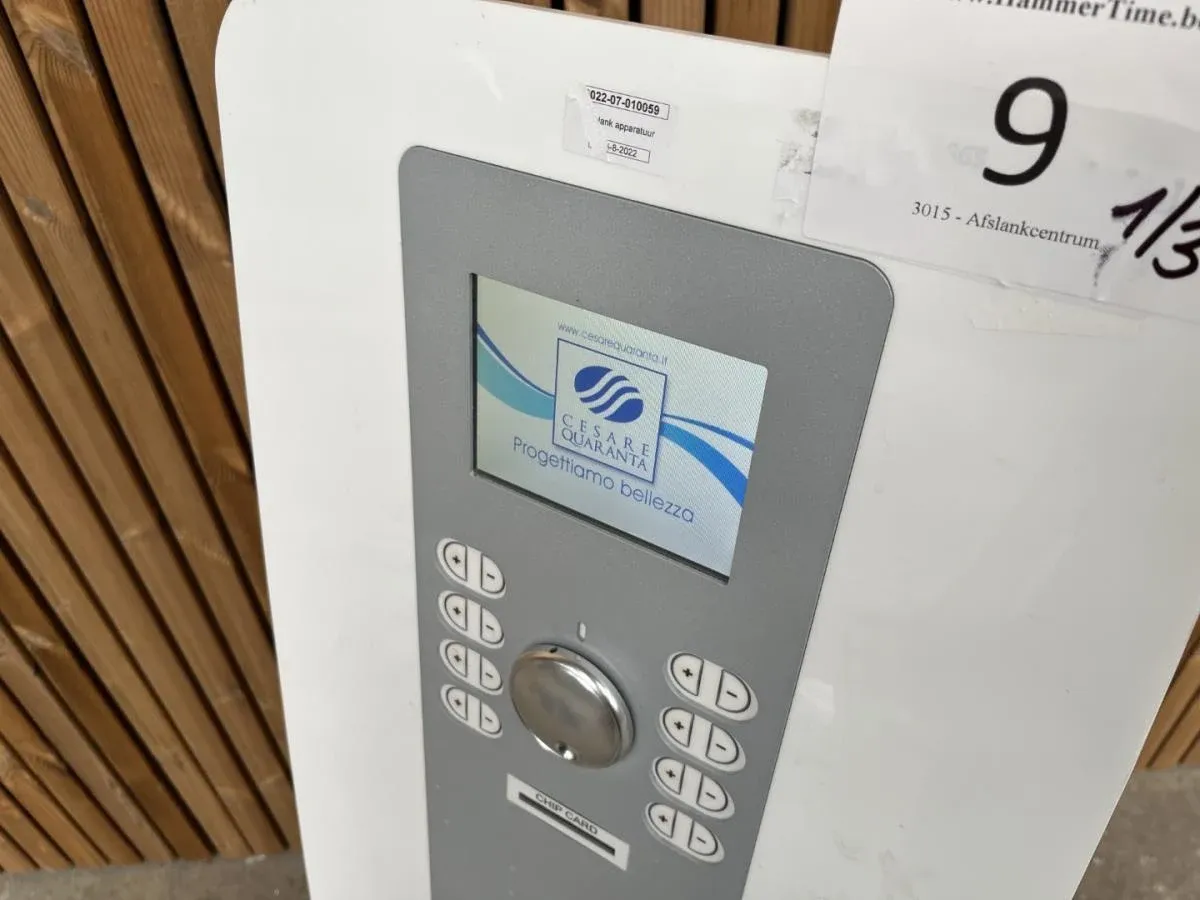 HammerTime.be
9
3015 - Afslankcentrum
1/3
022-07-010059
lank apparatuur
-8-2022
www.cesarequaranta.it
CESARE
QUARANTA
Progettiamo bellezza
+ - 
+ -
+ -
+ -
+ -
+ -
+ -
+ -
CHIP CARD